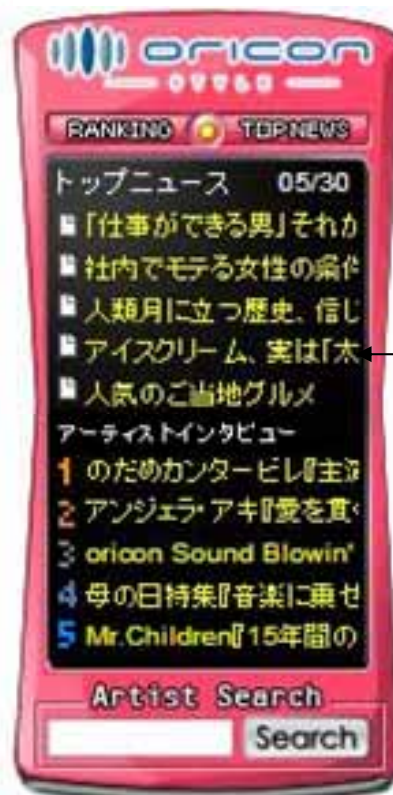 oricon
STYLE
RANKING TOPNEWS
トップニュース 05/30
「仕事ができる男」それか
社内でモテる女性の条件
人類月に立つ歴史、信じ
アイスクリーム、実は「太
人気のご当地グルメ
アーティストインタビュー
1 のだめカンタービレ『主演
2 アンジェラ・アキ『愛を貫く
3 oricon Sound Blowin'
4 母の日特集『音楽に乗せ
5 Mr.Children『15年間の
Artist Search
Search